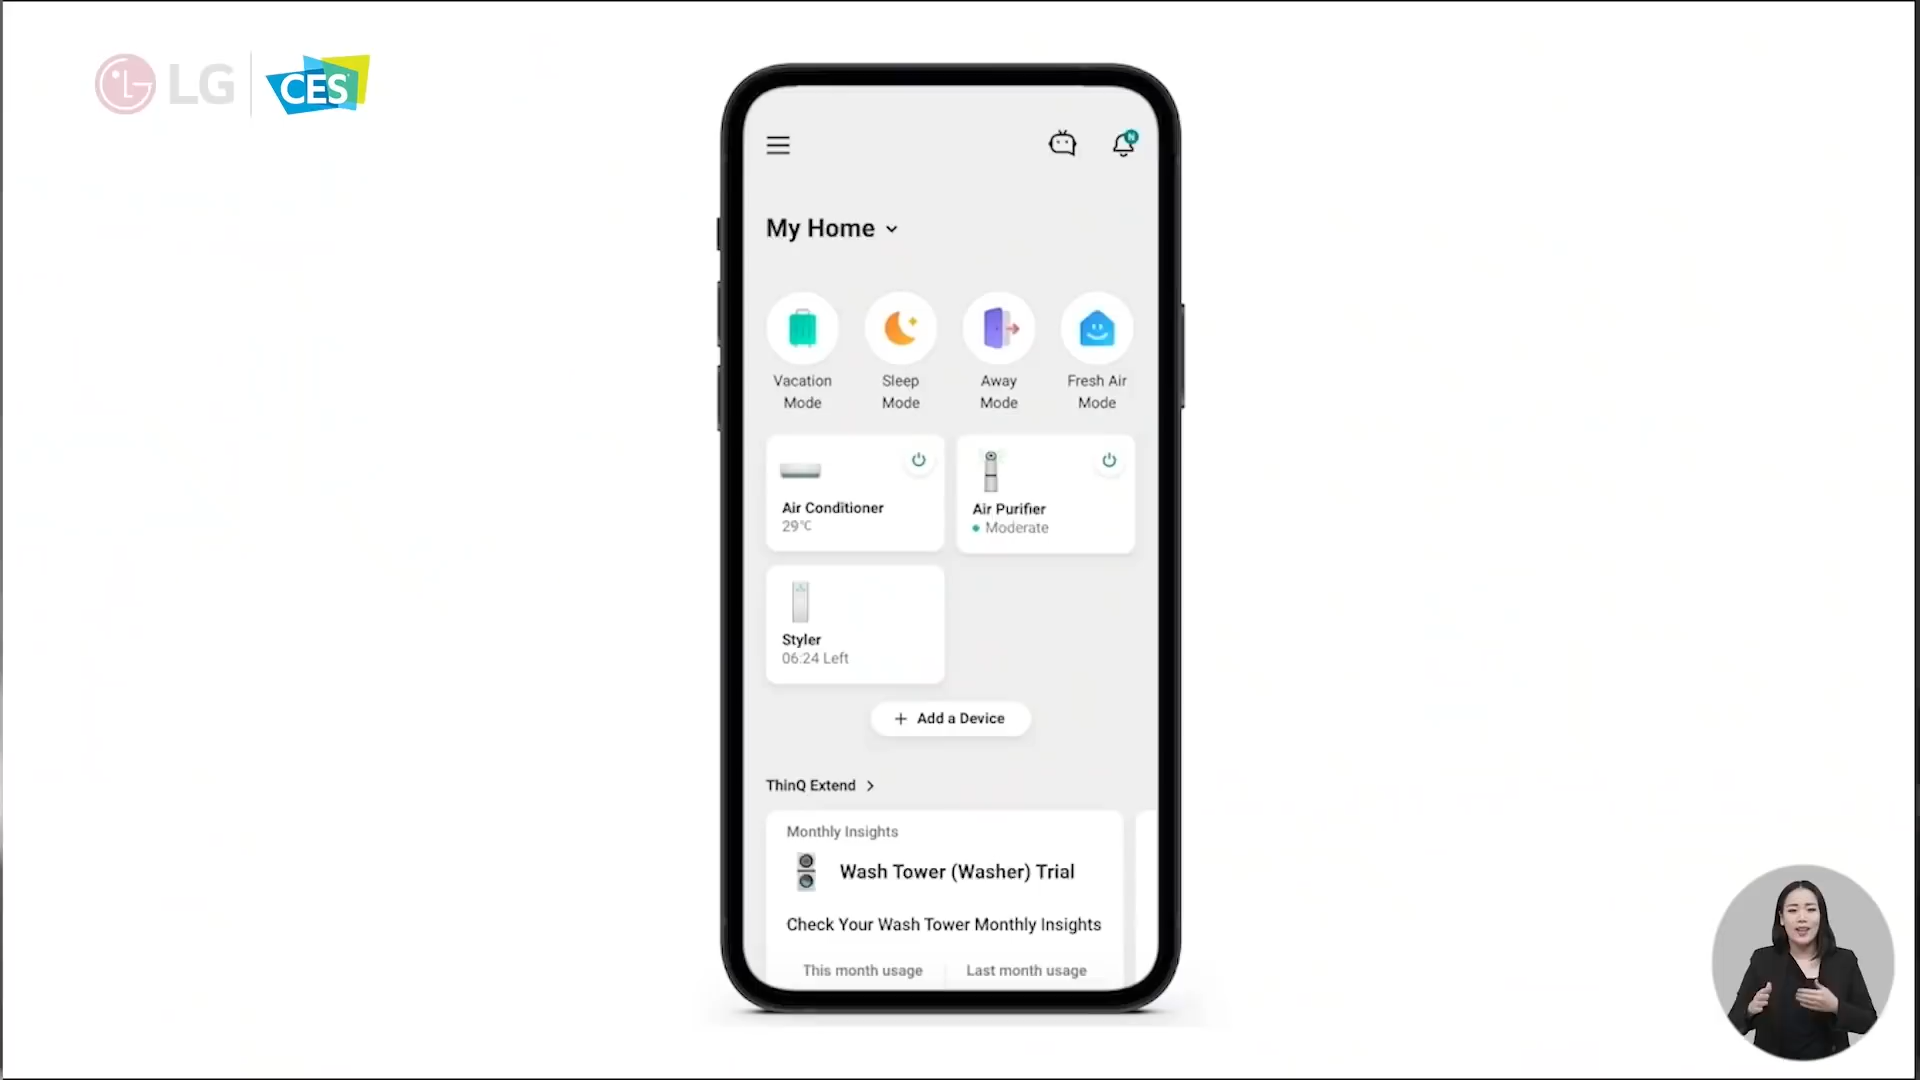 LG
CES
N
My Home
Vacation
Mode
Sleep
Mode
Away
Mode
Fresh Air
Mode
Air Conditioner
29°C
Air Purifier
Moderate
Styler
06:24 Left
+ Add a Device
ThinQ Extend >
Monthly Insights
Wash Tower (Washer) Trial
Check Your Wash Tower Monthly Insights
This month usage
Last month usage